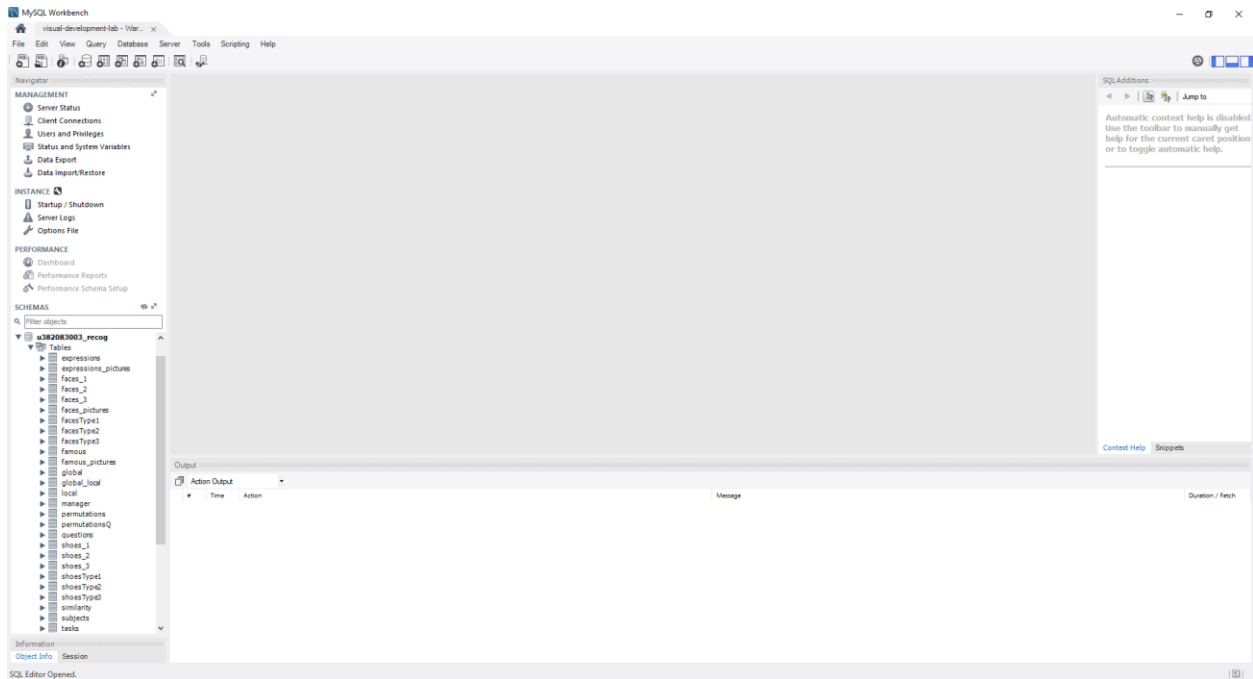 MySQL Workbench
visual-development-lab - War... x
File Edit View Query Database Server Tools Scripting Help
Navigator
MANAGEMENT
Server Status
Client Connections
Users and Privileges
Status and System Variables
Data Export
Data Import/Restore
INSTANCE
Startup / Shutdown
Server Logs
Options File
PERFORMANCE
Dashboard
Performance Reports
Performance Schema Setup
SCHEMAS
Filter objects
u382083003_recog
Tables
expressions
expressions_pictures
faces_1
faces_2
faces_3
faces_pictures
facesType1
facesType2
facesType3
famous
famous_pictures
global
global_local
local
manager
permutations
permutationsQ
questions
shoes_1
shoes_2
shoes_3
shoesType1
shoesType2
shoesType3
similarity
subjects
tasks
Information
Object Info Session
SQL Editor Opened.
Output
Action Output
# Time Action Message Duration / Fetch
SQLAdditions
Jump to
Automatic context help is disabled
Use the toolbar to manually get
help for the current caret position
or to toggle automatic help.
Context Help Snippets